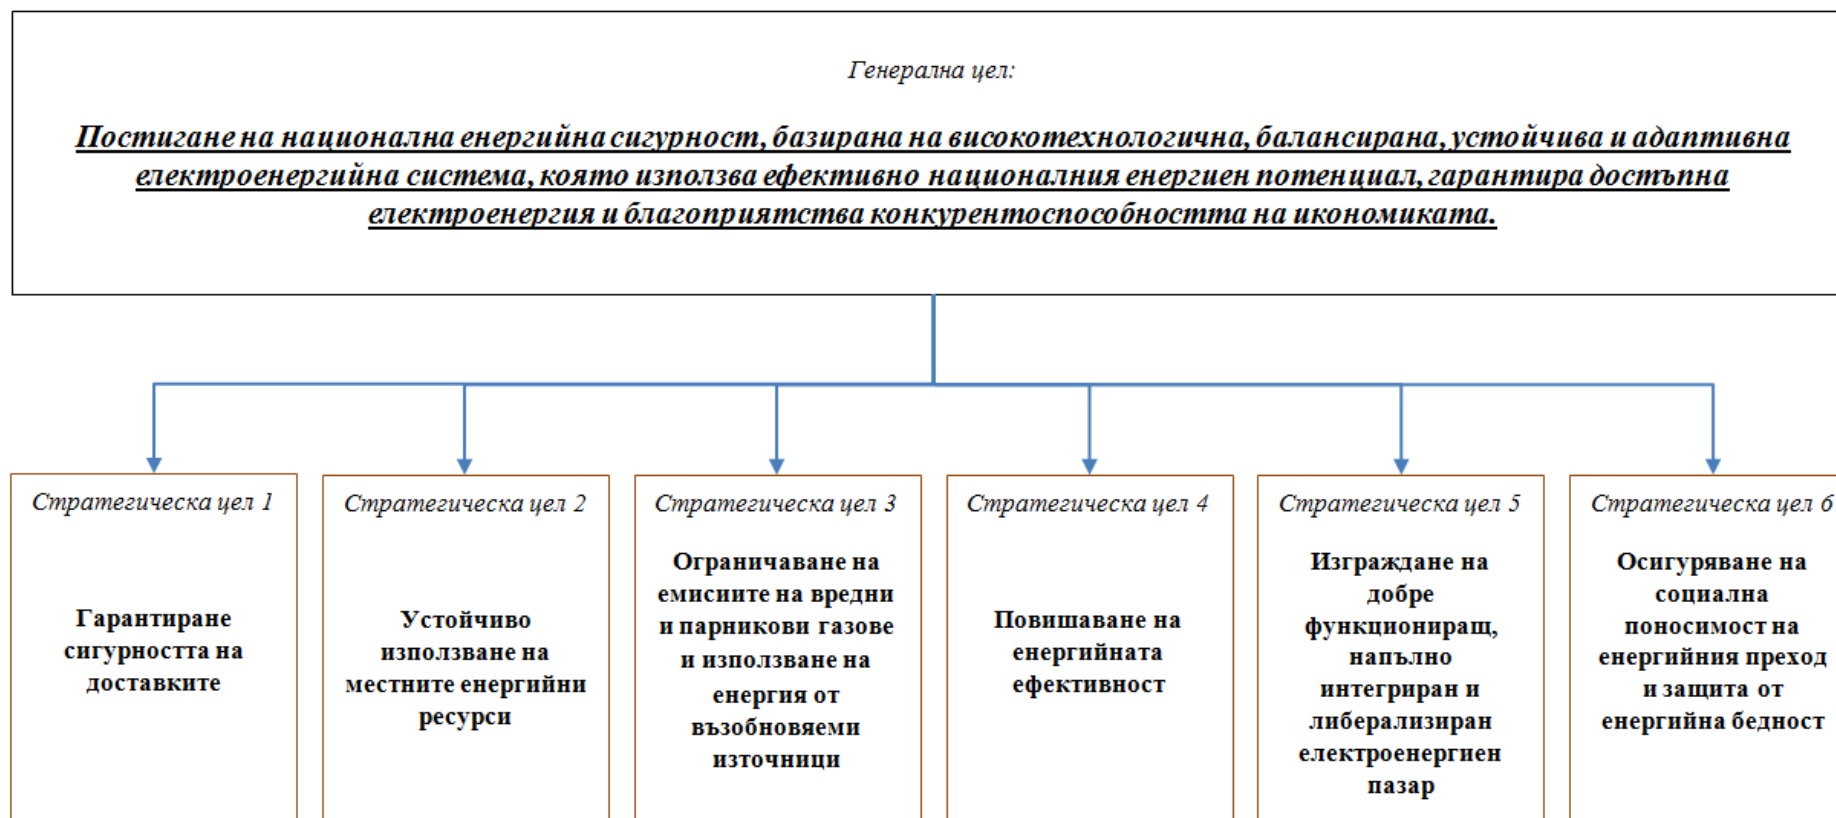 Генерална цел:
Постигане на национална енергийна сигурност, базирана на високотехнологична, балансирана, устойчива и адаптивна
електроенергийна система, която използва ефективно националния енергиен потенциал, гарантира достъпна
електроенергия и благоприятства конкурентоспособността на икономиката.
Стратегическа цел 1
Гарантиране
сигурността на
доставките
Стратегическа цел 2
Устойчиво
използване на
местните енергийни
ресурси
Стратегическа цел 3
Ограничаване на
емисиите на вредни
и парникови газове
и използване на
енергия от
възобновяеми
източници
Стратегическа цел 4
Повишаване на
енергийната
ефективност
Стратегическа цел 5
Изграждане на
добре
функциониращ,
напълно
интегриран и
либерализиран
електроенергиен
пазар
Стратегическа цел 6
Осигуряване на
социална
поносимост на
енергийния преход
и защита от
енергийна бедност